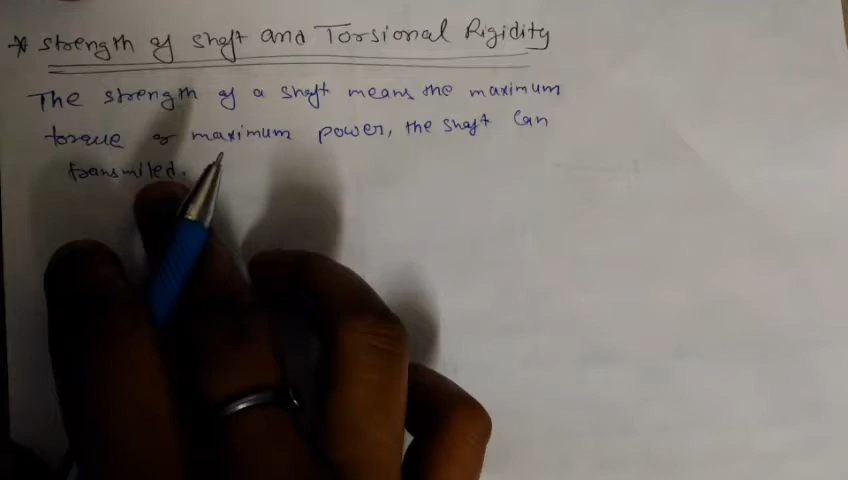 * Strength of shaft and Torsional Rigidity
The strength of a shaft means the maximum
torque or maximum power, the shaft can
transmited.